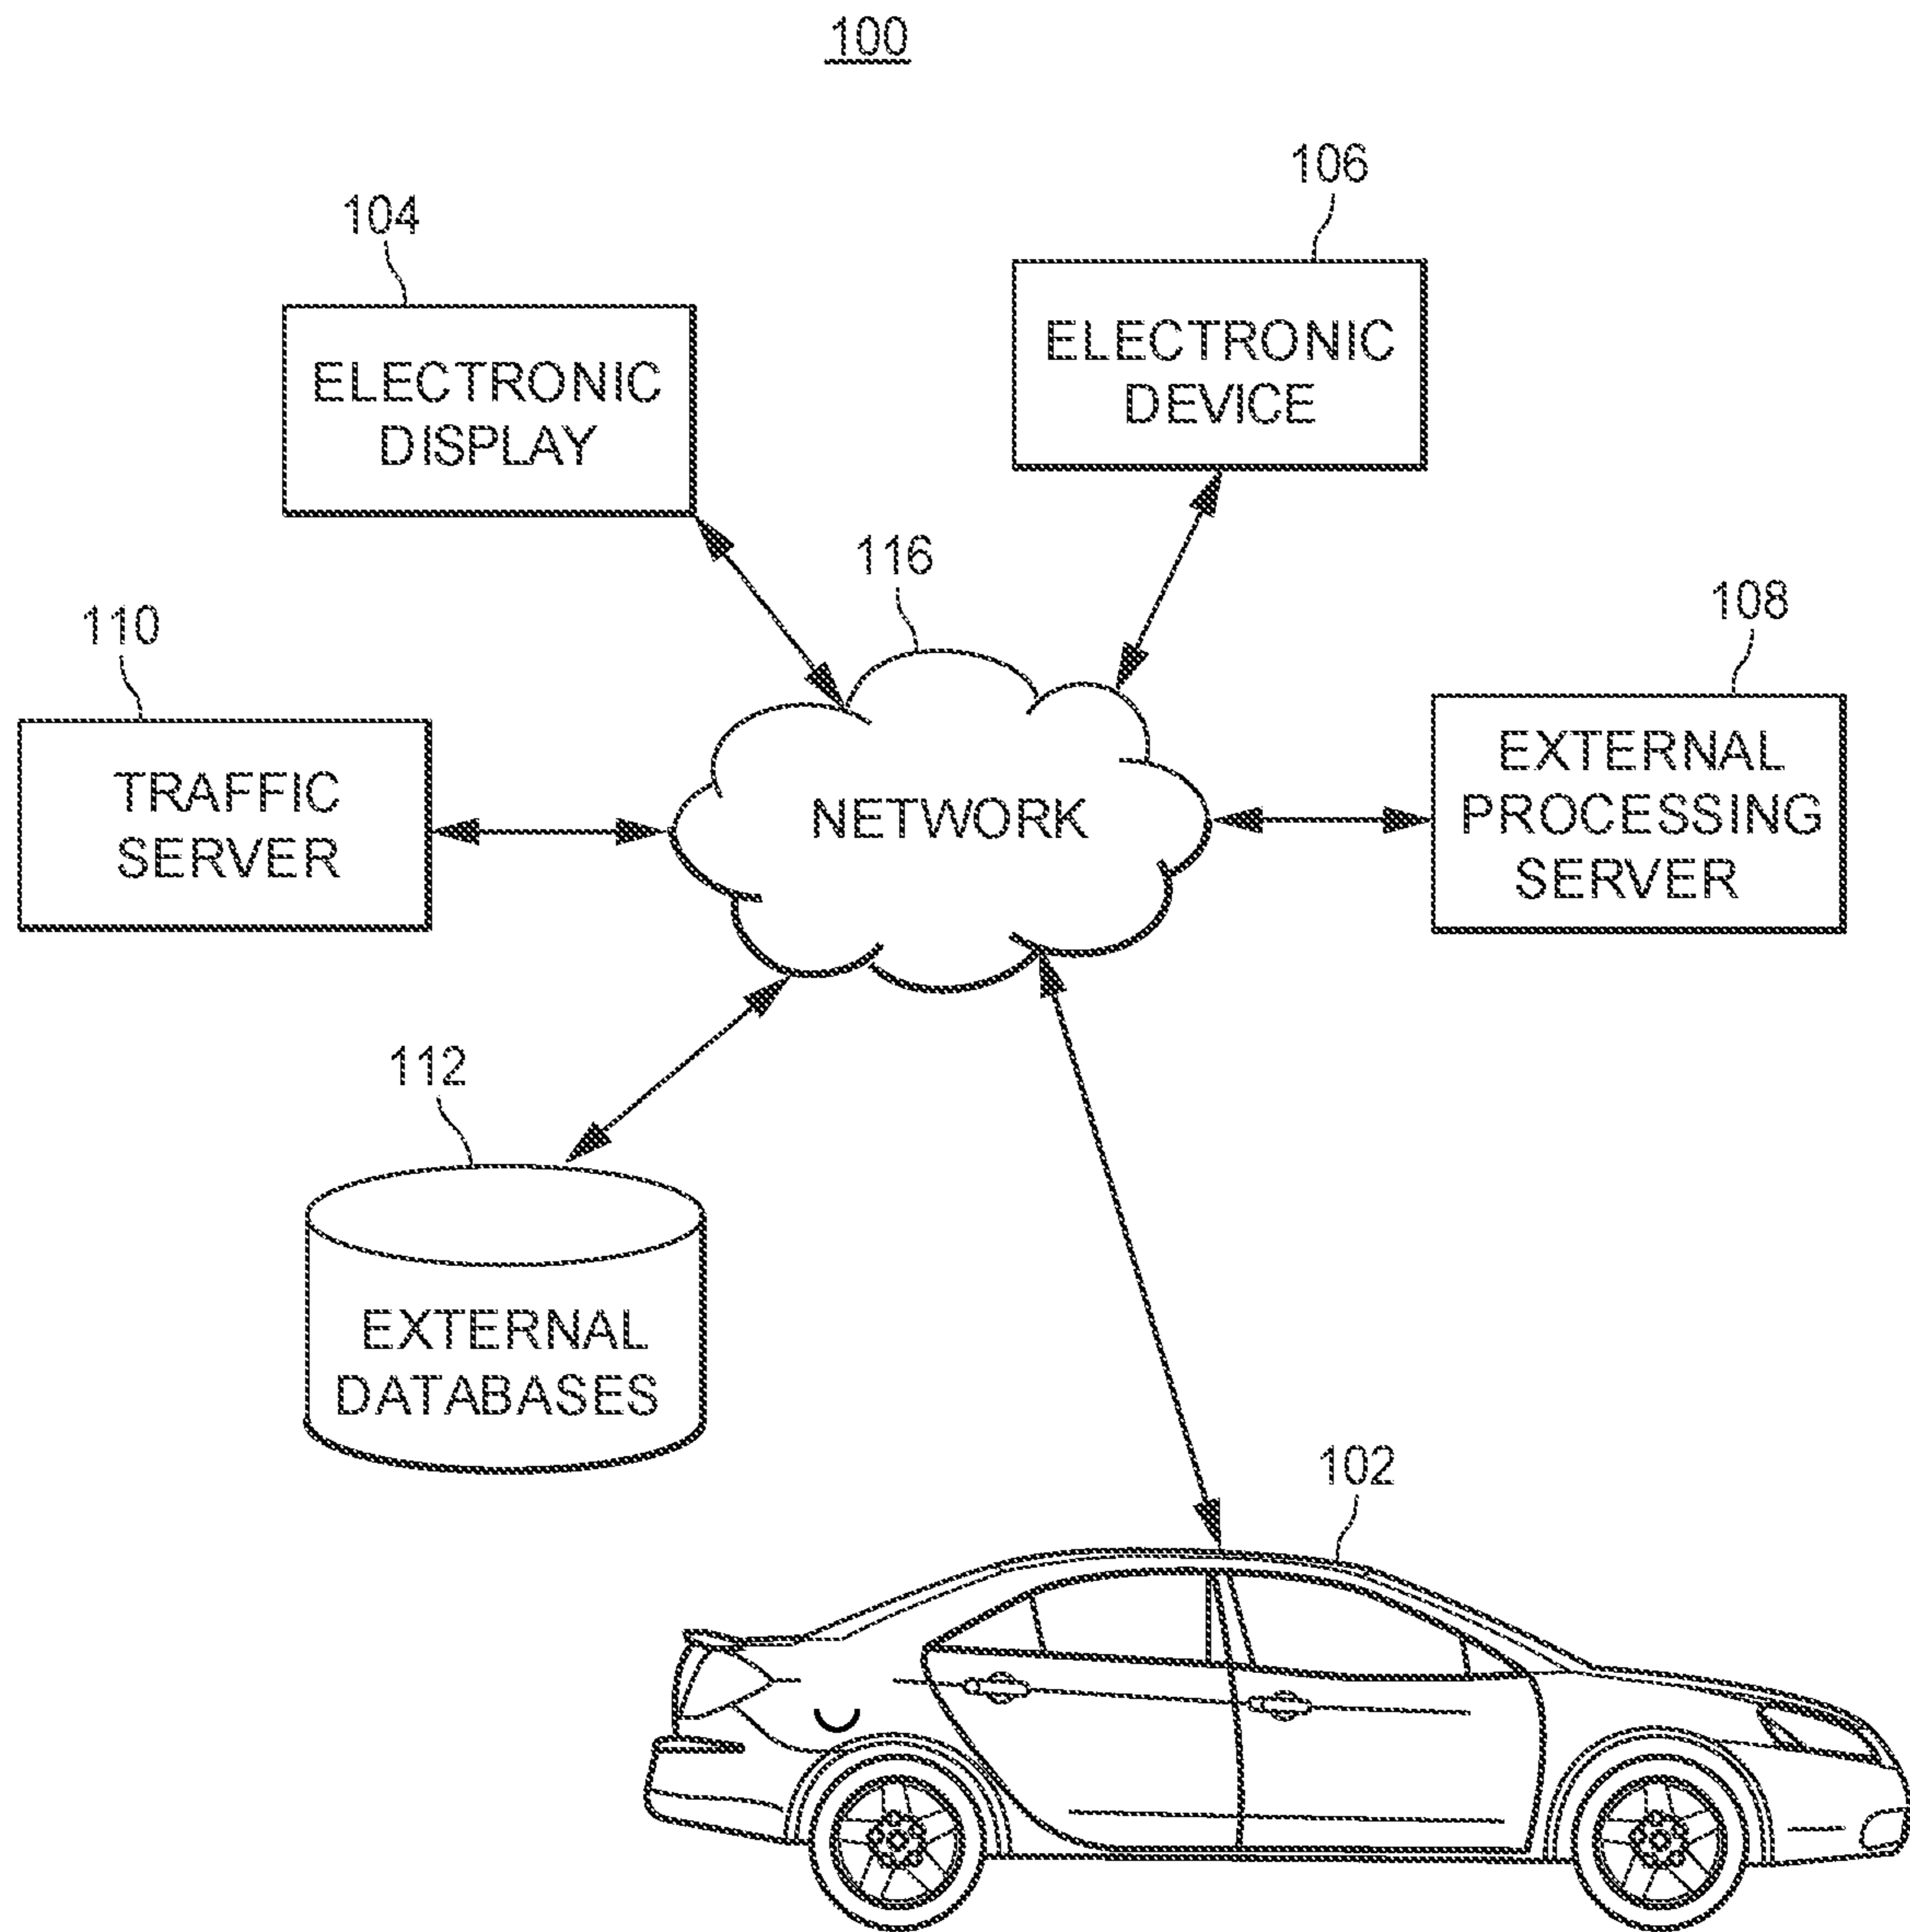 100
106
104
ELECTRONIC
DEVICE
ELECTRONIC
DISPLAY
116
108
110
EXTERNAL
PROCESSING
SERVER
TRAFFIC
SERVER
NETWORK
112
EXTERNAL
DATABASES
102